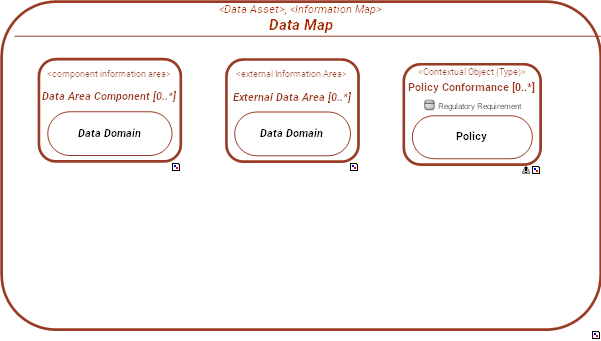 <Data Asset>, <Information Map>
Data Map
<component information area>
Data Area Component [0..*]
Data Domain
<external Information Area>
External Data Area [0..*]
Data Domain
<Contextual Object (Type)>
Policy Conformance [0..*]
Regulatory Requirement
Policy